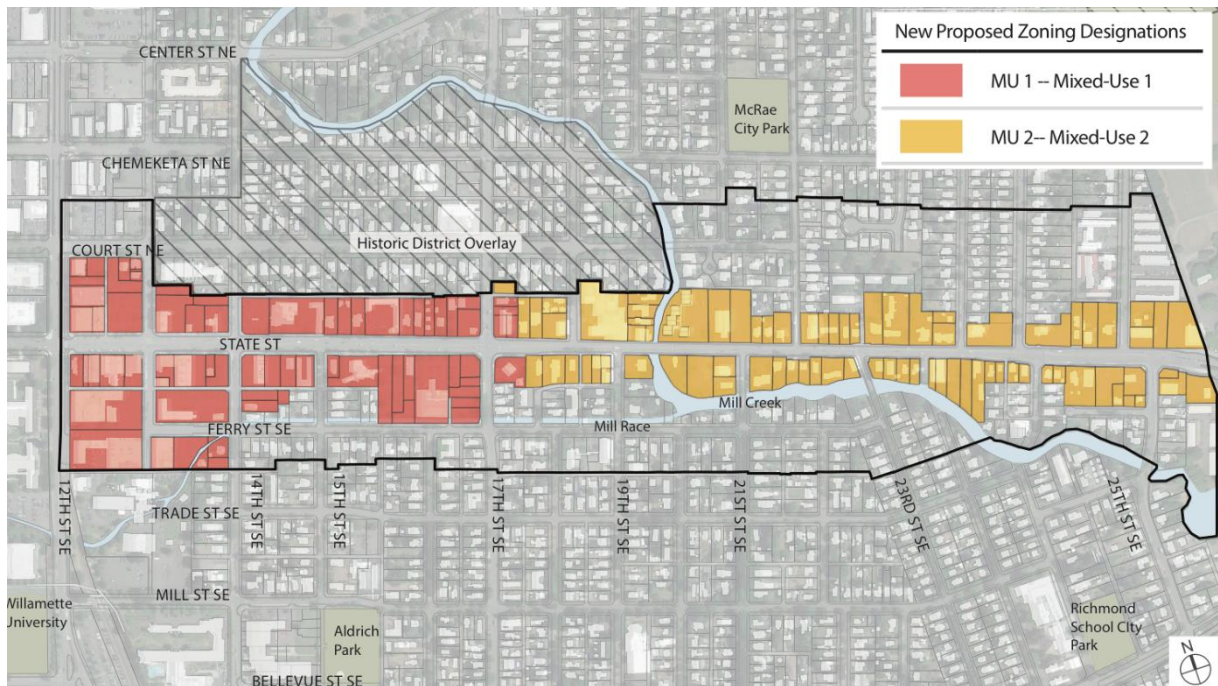 New Proposed Zoning Designations
MU 1 -- Mixed-Use 1
MU 2-- Mixed-Use 2
CENTER ST NE
McRae
City Park
CHEMEKETA ST NE
Historic District Overlay
COURT ST NE
STATE ST
Mill Creek
FERRY ST SE
Mill Race
12TH ST SE
14TH ST SE
15TH ST SE
17TH ST SE
19TH ST SE
21ST ST SE
23RD ST SE
25TH ST SE
TRADE ST SE
MILL ST SE
Willamette
University
Aldrich
Park
Richmond
School CIty
Park
BELLEVUE ST SE
N